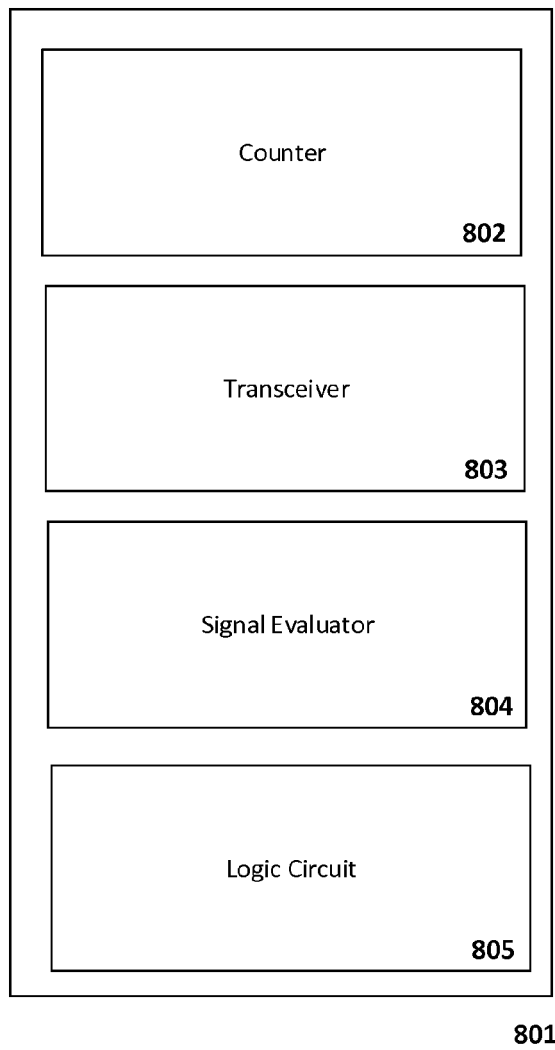 Counter
802
Transceiver
803
Signal Evaluator
804
Logic Circuit
805
801